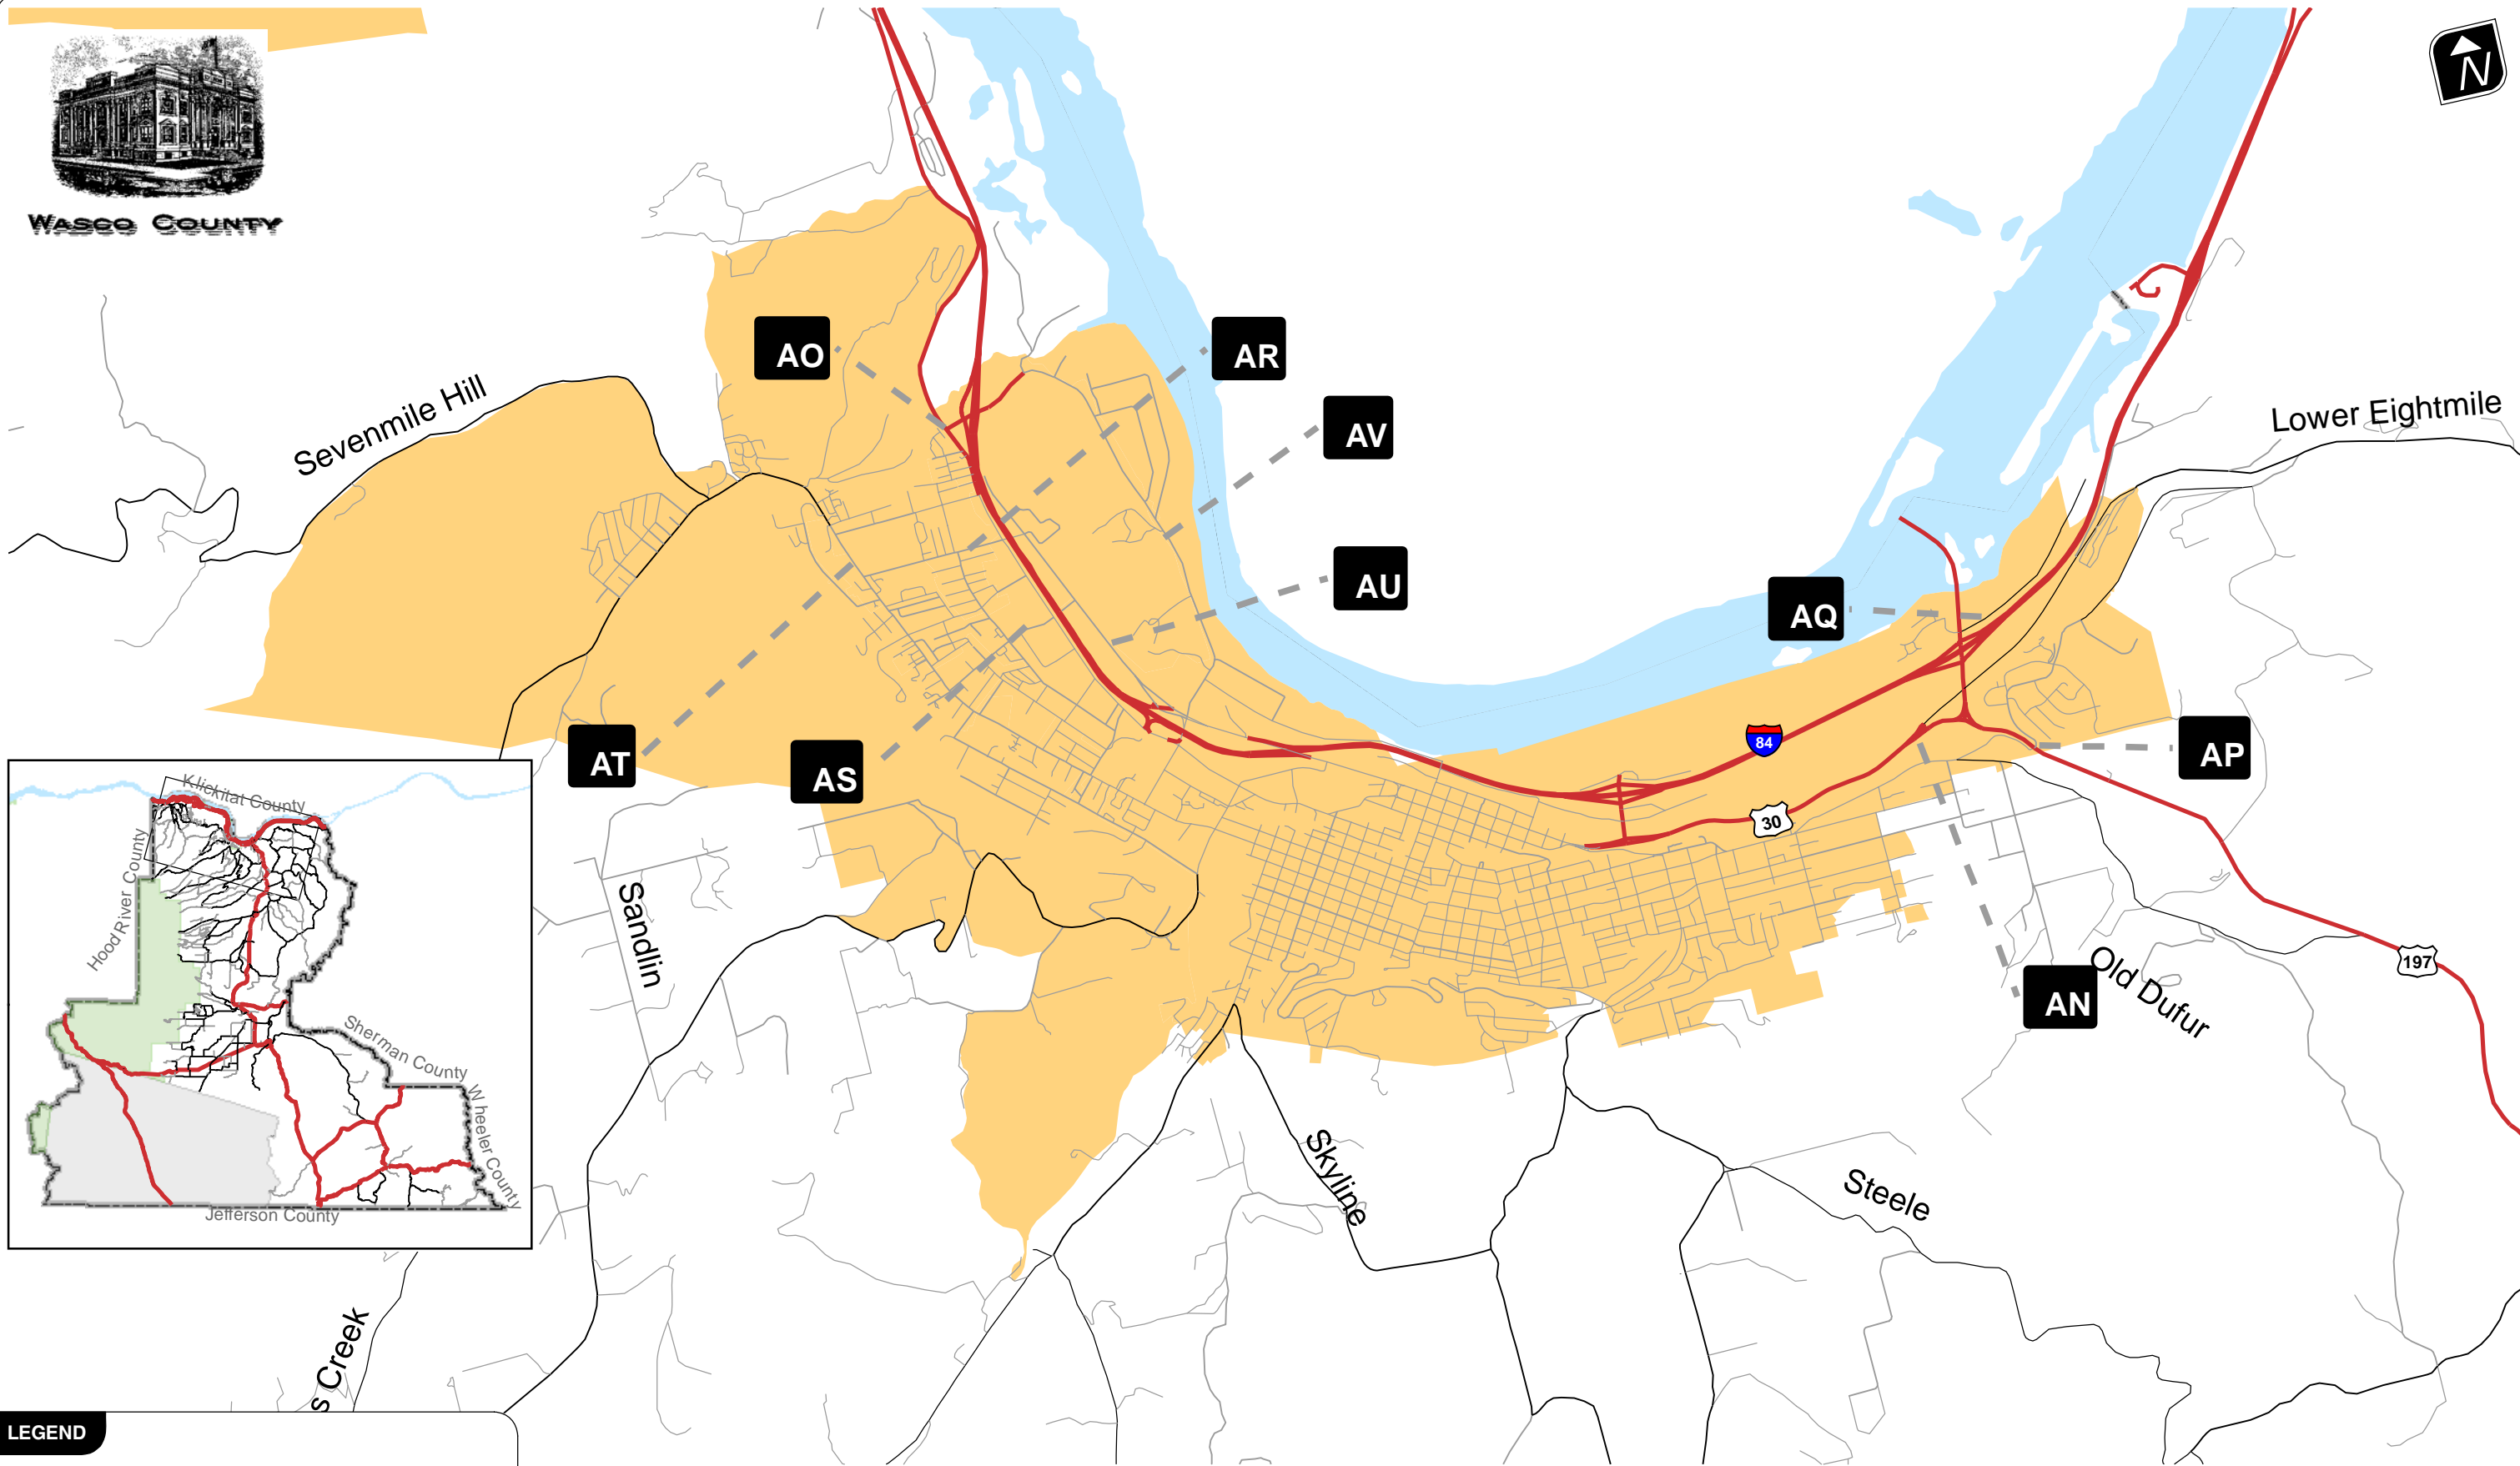 WASCO COUNTY
N
AO
AR
AV
Sevenmile Hill
Lower Eightmile
AU
AQ
AT
AS
84
AP
30
Klickitat County
Hood River County
Sandlin
197
Old Dufur
AN
Sherman County
Wheeler County
Skyline
Steele
Jefferson County
s Creek
LEGEND